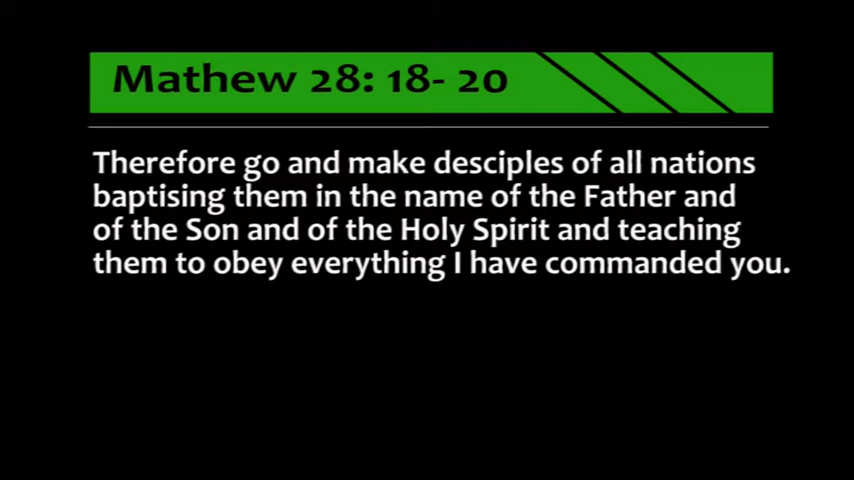 Mathew 28: 18- 20
Therefore go and make desciples of all nations
baptising them in the name of the Father and
of the Son and of the Holy Spirit and teaching
them to obey everything I have commanded you.